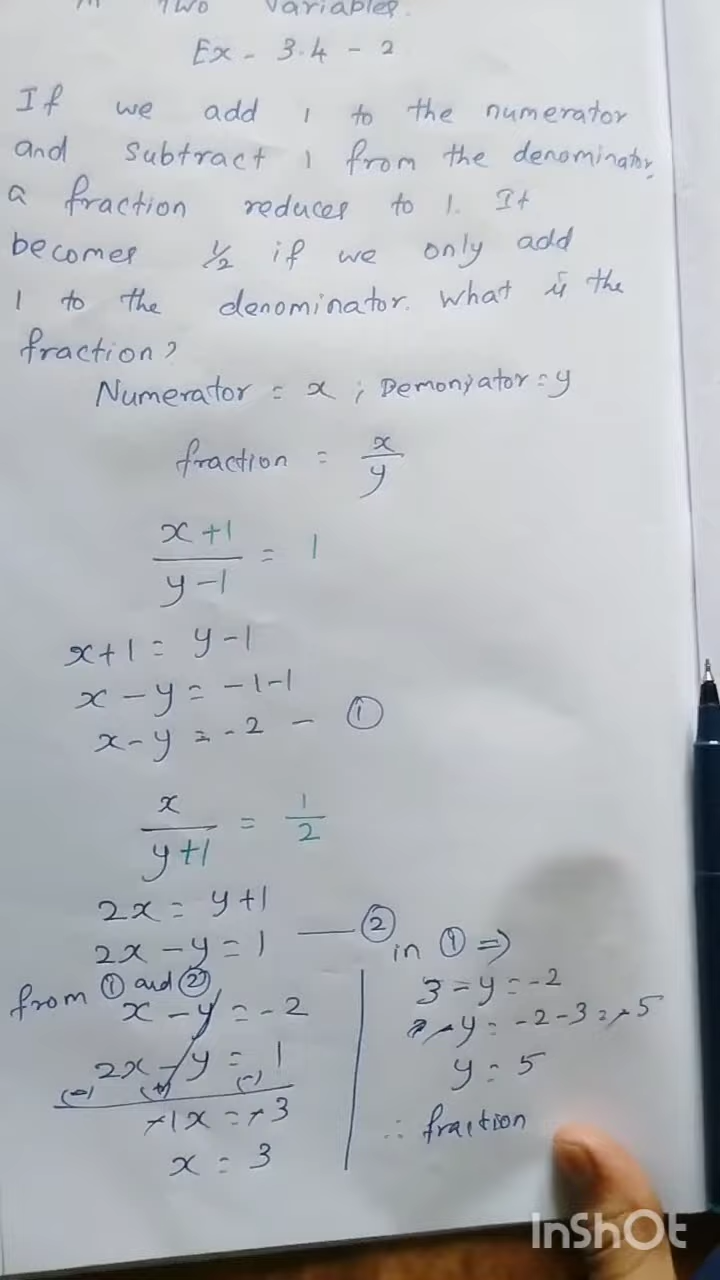 in Two Variables.
Ex - 3.4 - 2
If we add 1 to the numerator
and subtract 1 from the denominator,
a fraction reduces to 1. It
becomes 1/2 if we only add
1 to the denominator. What is the
fraction?
Numerator = x ; Demoniator = y
fraction = x/y
x+1/y-1 = 1
x+1 = y-1
x-y = -1-1
x-y = -2 - ①
x/y+1 = 1/2
2x = y+1
2x-y = 1 — ②
from ① and ②
x-y = -2
2x-y = 1
(-) (+) (-)
-1x = -3
x = 3
in ① ⇒
3-y = -2
-y = -2-3 = -5
y = 5
∴ fraction
InShOt